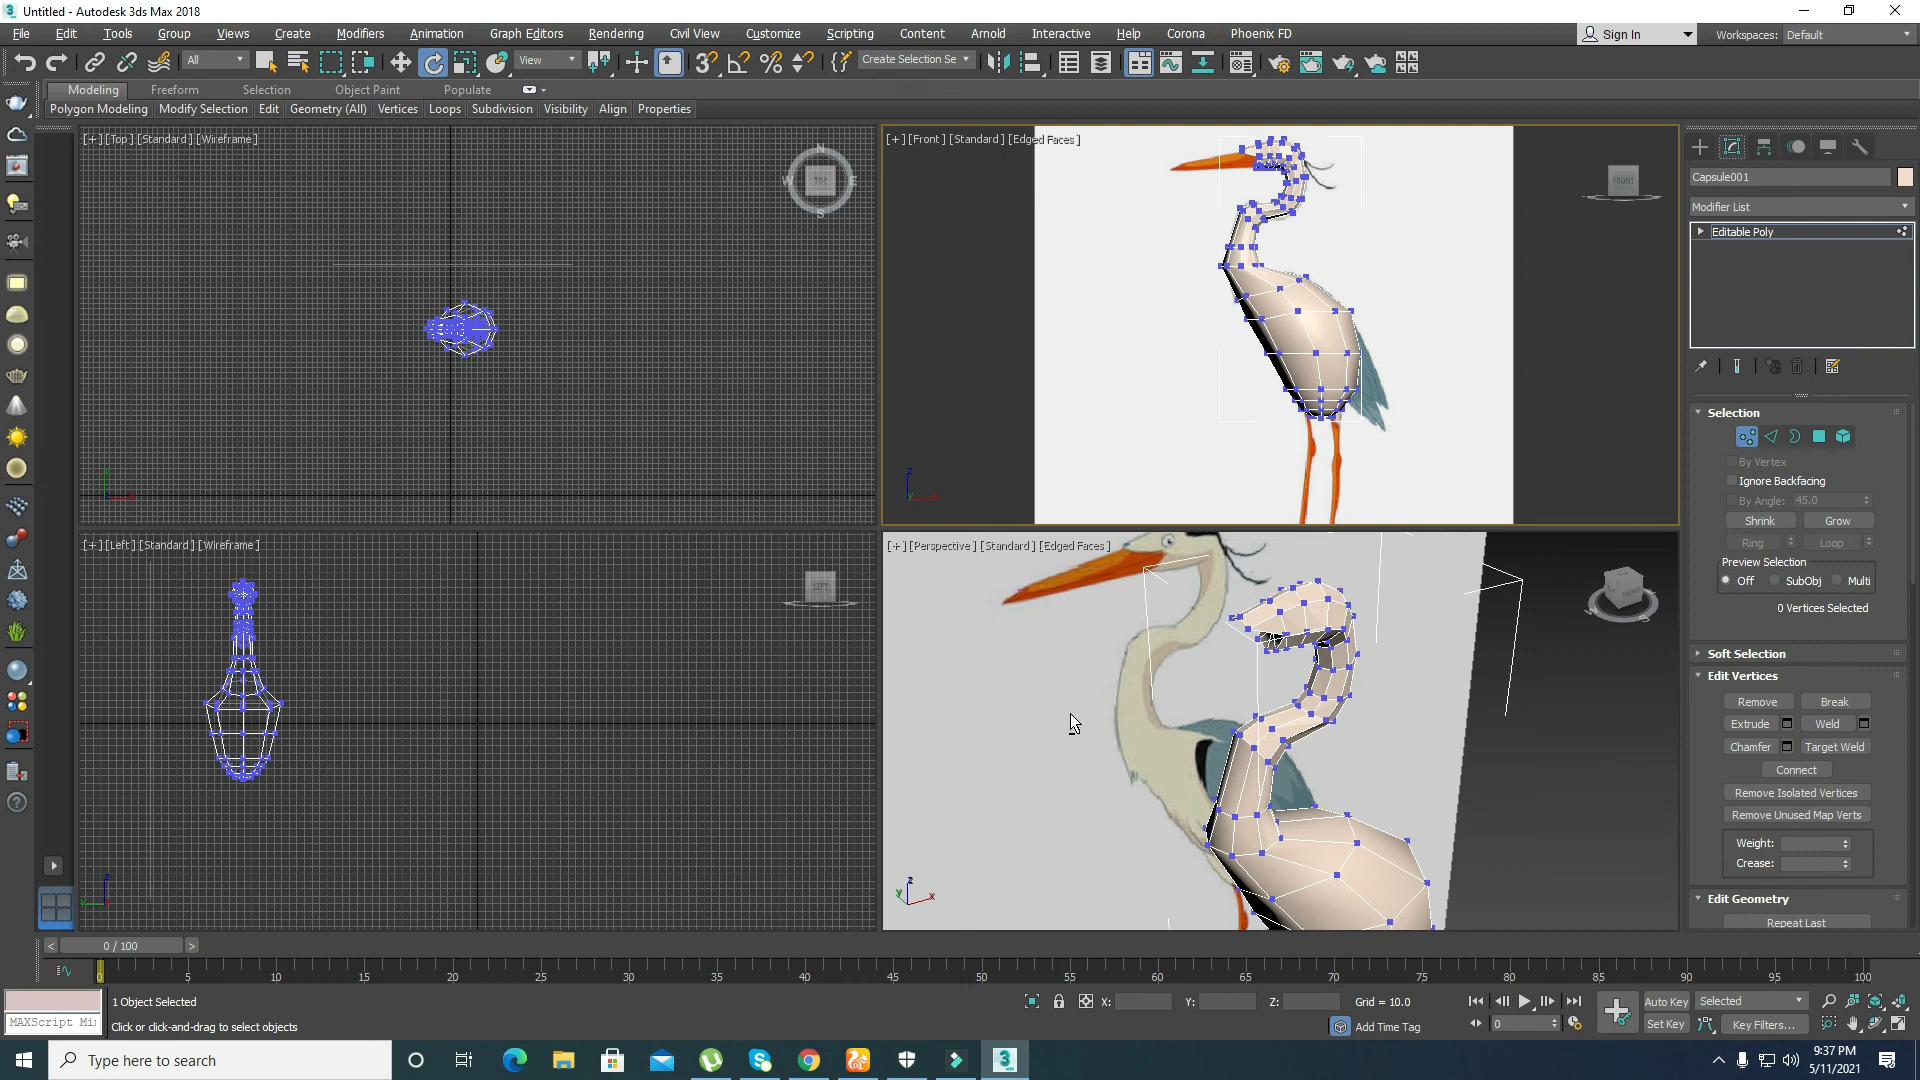 Untitled - Autodesk 3ds Max 2018
File Edit Tools Group Views Create Modifiers Animation Graph Editors Rendering Civil View Customize Scripting Content Arnold Interactive Help Corona Phoenix FD
Sign In
Workspaces: Default
All
View
Create Selection Se
Modeling Freeform Selection Object Paint Populate
Polygon Modeling Modify Selection Edit Geometry (All) Vertices Loops Subdivision Visibility Align Properties
[+] [Top] [Standard] [Wireframe]
N
W TOP E
S
[+] [Front] [Standard] [Edged Faces]
FRONT
[+] [Left] [Standard] [Wireframe]
LEFT
[+] [Perspective] [Standard] [Edged Faces]
Capsule001
Modifier List
Editable Poly
Selection
By Vertex
Ignore Backfacing
By Angle: 45.0
Shrink Grow
Ring Loop
Preview Selection
Off SubObj Multi
0 Vertices Selected
Soft Selection
Edit Vertices
Remove Break
Extrude Weld
Chamfer Target Weld
Connect
Remove Isolated Vertices
Remove Unused Map Verts
Weight:
Crease:
Edit Geometry
Repeat Last
< 0 / 100 >
0 5 10 15 20 25 30 35 40 45 50 55 60 65 70 75 80 85 90 95 100
1 Object Selected
MAXScript Mi
Click or click-and-drag to select objects
X: Y: Z: Grid = 10.0
Add Time Tag
0
Auto Key Selected
Set Key Key Filters...
Type here to search
9:37 PM
5/11/2021